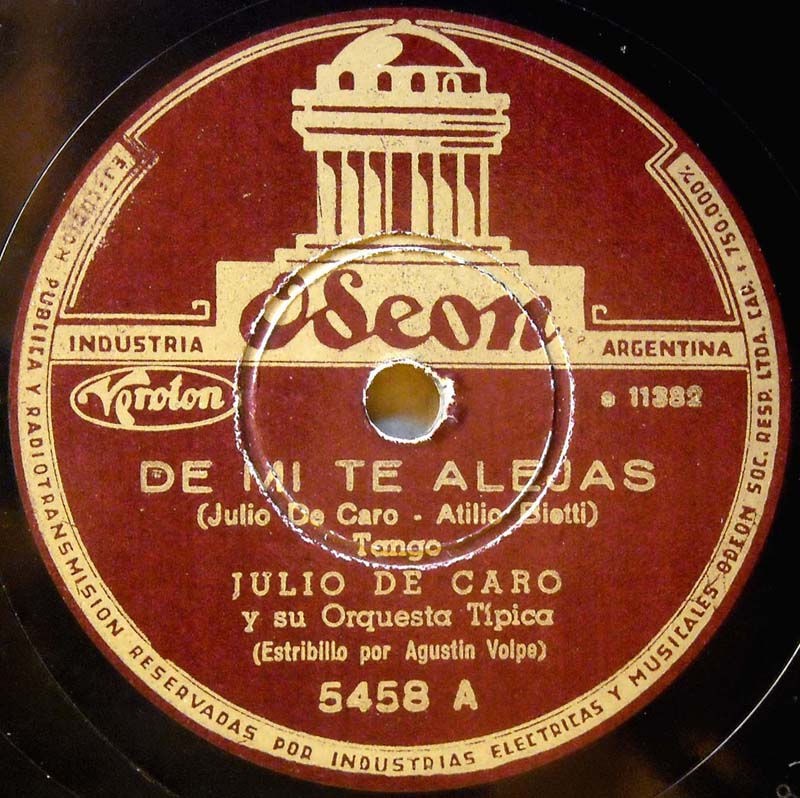 Odeon
INDUSTRIA ARGENTINA
Veroton
e 11382
DE MI TE ALEJAS
(Julio De Caro - Atilio Bietti)
Tango
JULIO DE CARO
y su Orquesta Típica
(Estribillo por Agustin Volpe)
5458 A
PUBLICA Y RADIOTRANSMISION RESERVADAS POR INDUSTRIAS ELECTRICAS Y MUSICALES ODEON SOC. RESP. LTDA. CAP. $ 750.000%